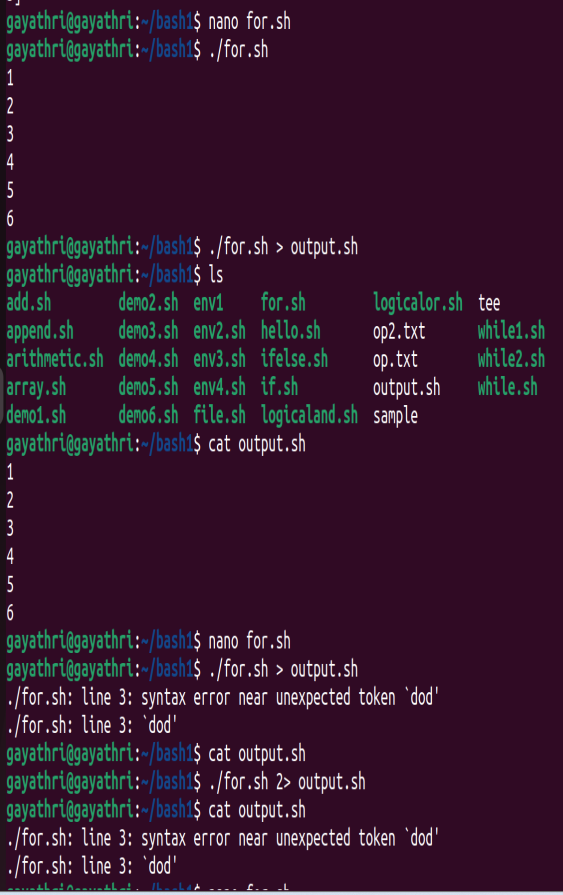 gayathri@gayathri:~/bash1$ nano for.sh
gayathri@gayathri:~/bash1$ ./for.sh
1
2
3
4
5
6
gayathri@gayathri:~/bash1$ ./for.sh > output.sh
gayathri@gayathri:~/bash1$ ls
add.sh demo2.sh env1 for.sh logicalor.sh tee
append.sh demo3.sh env2.sh hello.sh op2.txt while1.sh
arithmetic.sh demo4.sh env3.sh ifelse.sh op.txt while2.sh
array.sh demo5.sh env4.sh if.sh output.sh while.sh
demo1.sh demo6.sh file.sh logicaland.sh sample
gayathri@gayathri:~/bash1$ cat output.sh
1
2
3
4
5
6
gayathri@gayathri:~/bash1$ nano for.sh
gayathri@gayathri:~/bash1$ ./for.sh > output.sh
./for.sh: line 3: syntax error near unexpected token `dod'
./for.sh: line 3: `dod'
gayathri@gayathri:~/bash1$ cat output.sh
gayathri@gayathri:~/bash1$ ./for.sh 2> output.sh
gayathri@gayathri:~/bash1$ cat output.sh
./for.sh: line 3: syntax error near unexpected token `dod'
./for.sh: line 3: `dod'